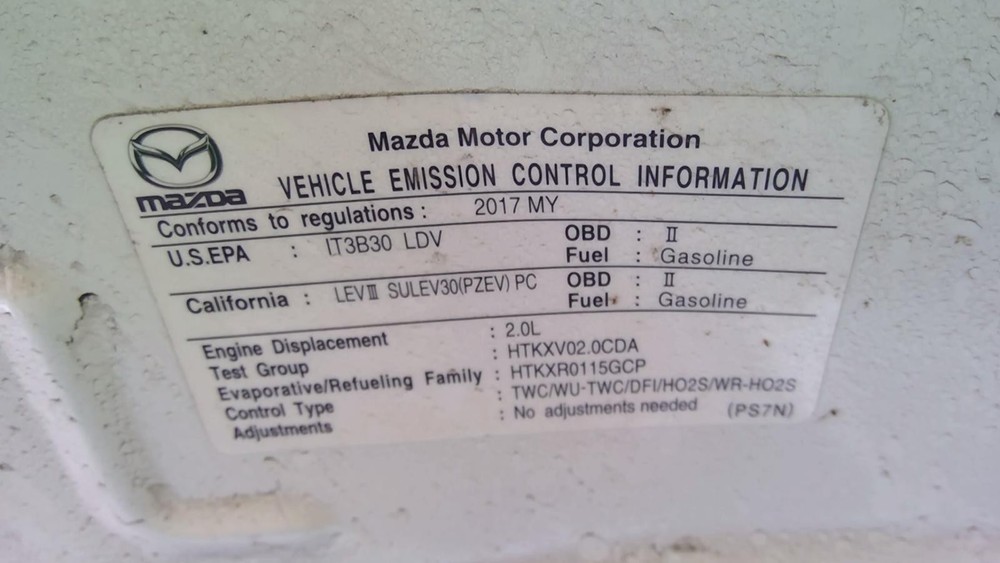 mazda
Mazda Motor Corporation
VEHICLE EMISSION CONTROL INFORMATION
Conforms to regulations : 2017 MY
U.S.EPA : IT3B30 LDV OBD : II
Fuel : Gasoline
California : LEVⅢ SULEV30(PZEV) PC OBD : II
Fuel : Gasoline
Engine Displacement : 2.0L
Test Group : HTKXV02.0CDA
Evaporative/Refueling Family : HTKXR0115GCP
Control Type : TWC/WU-TWC/DFI/HO2S/WR-HO2S
Adjustments : No adjustments needed (PS7N)